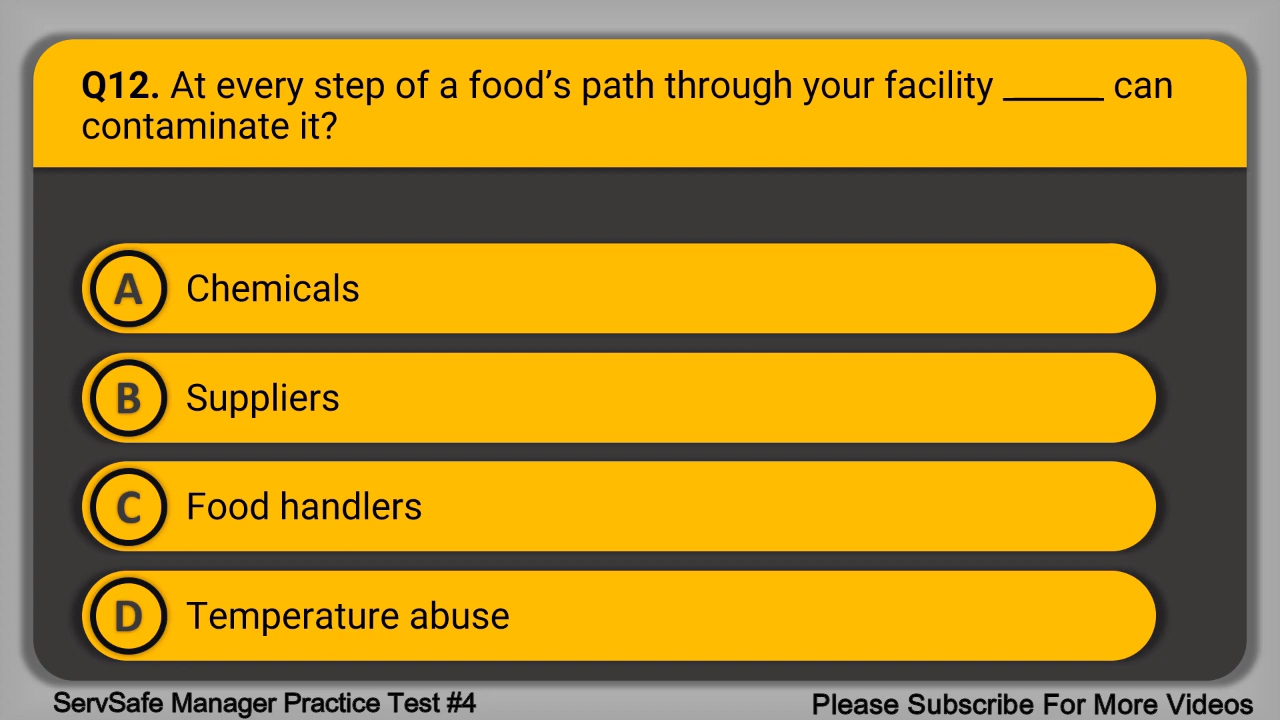 Q12. At every step of a food’s path through your facility ______ can
contaminate it?
A Chemicals
B Suppliers
C Food handlers
D Temperature abuse
ServSafe Manager Practice Test #4
Please Subscribe For More Videos